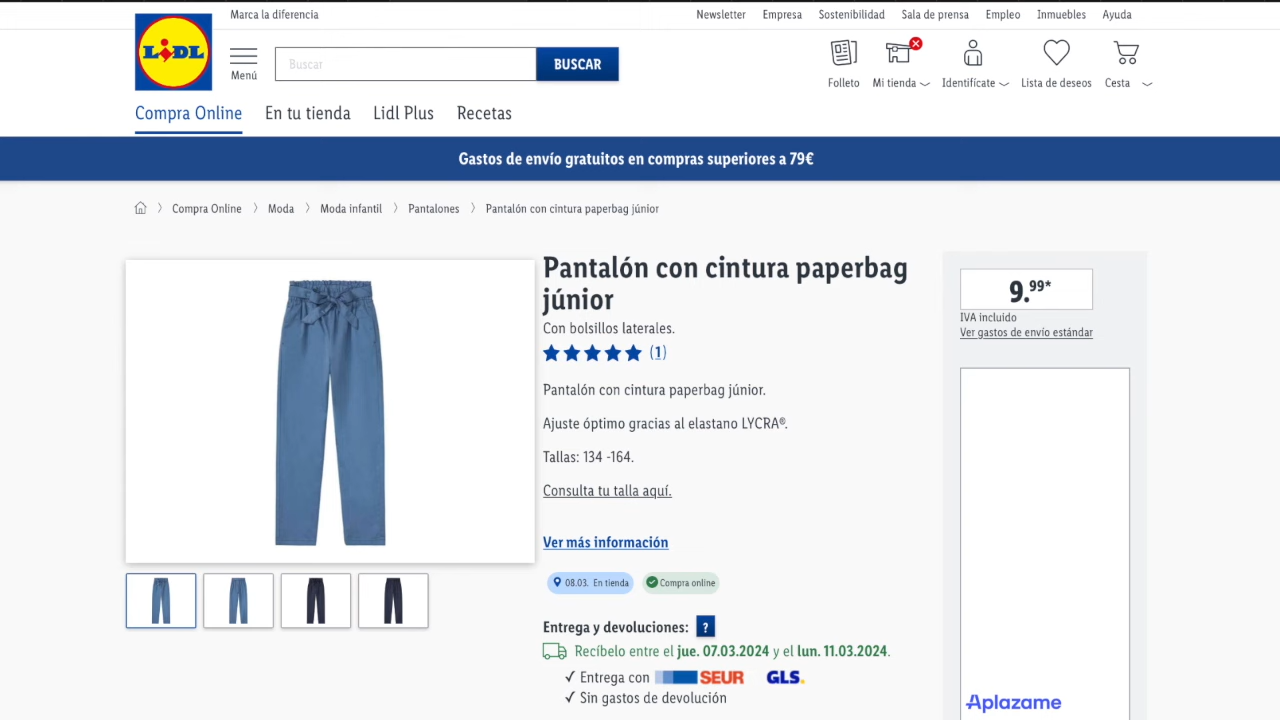 Marca la diferencia
Newsletter Empresa Sostenibilidad Sala de prensa Empleo Inmuebles Ayuda
LIDL
Menú
Buscar
BUSCAR
Folleto Mi tienda Identifícate Lista de deseos Cesta
Compra Online En tu tienda Lidl Plus Recetas
Gastos de envío gratuitos en compras superiores a 79€
Compra Online Moda Moda infantil Pantalones Pantalón con cintura paperbag júnior
Pantalón con cintura paperbag
júnior
Con bolsillos laterales.
(1)
Pantalón con cintura paperbag júnior.
Ajuste óptimo gracias al elastano LYCRA®.
Tallas: 134 -164.
Consulta tu talla aquí.
Ver más información
08.03. En tienda Compra online
Entrega y devoluciones: ?
Recíbelo entre el jue. 07.03.2024 y el lun. 11.03.2024.
✓ Entrega con SEUR GLS.
✓ Sin gastos de devolución
9.99*
IVA incluido
Ver gastos de envío estándar
Aplazame